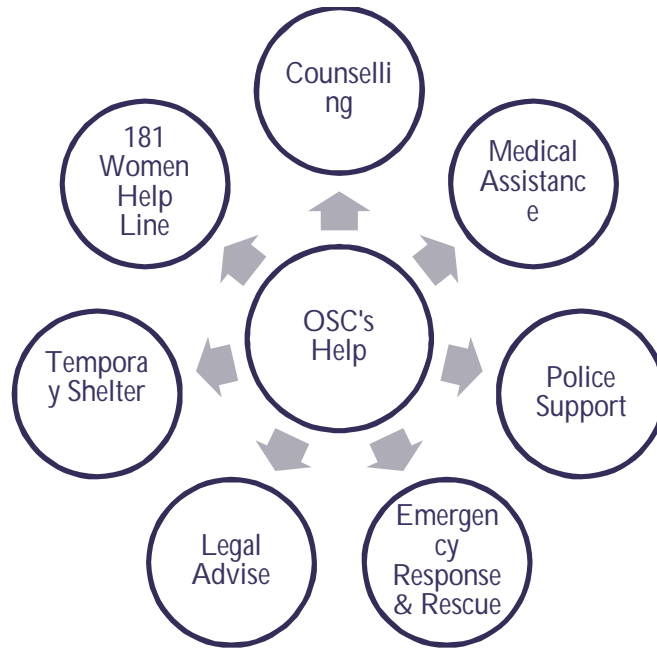 Counselli
ng
Medical
Assistanc
e
Police
Support
Emergen
cy
Response
& Rescue
Legal
Advise
Tempora
y Shelter
181
Women
Help
Line
OSC's
Help